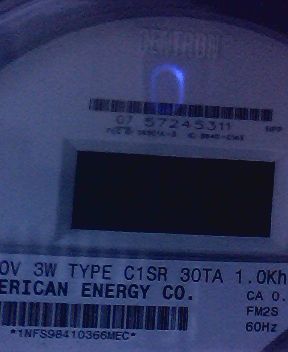 07 57245311
0V 3W TYPE C1SR 30TA 1.0Kh
ERICAN ENERGY CO.
CA 0.
FM2S
60Hz
*1NFS98410366MEC*